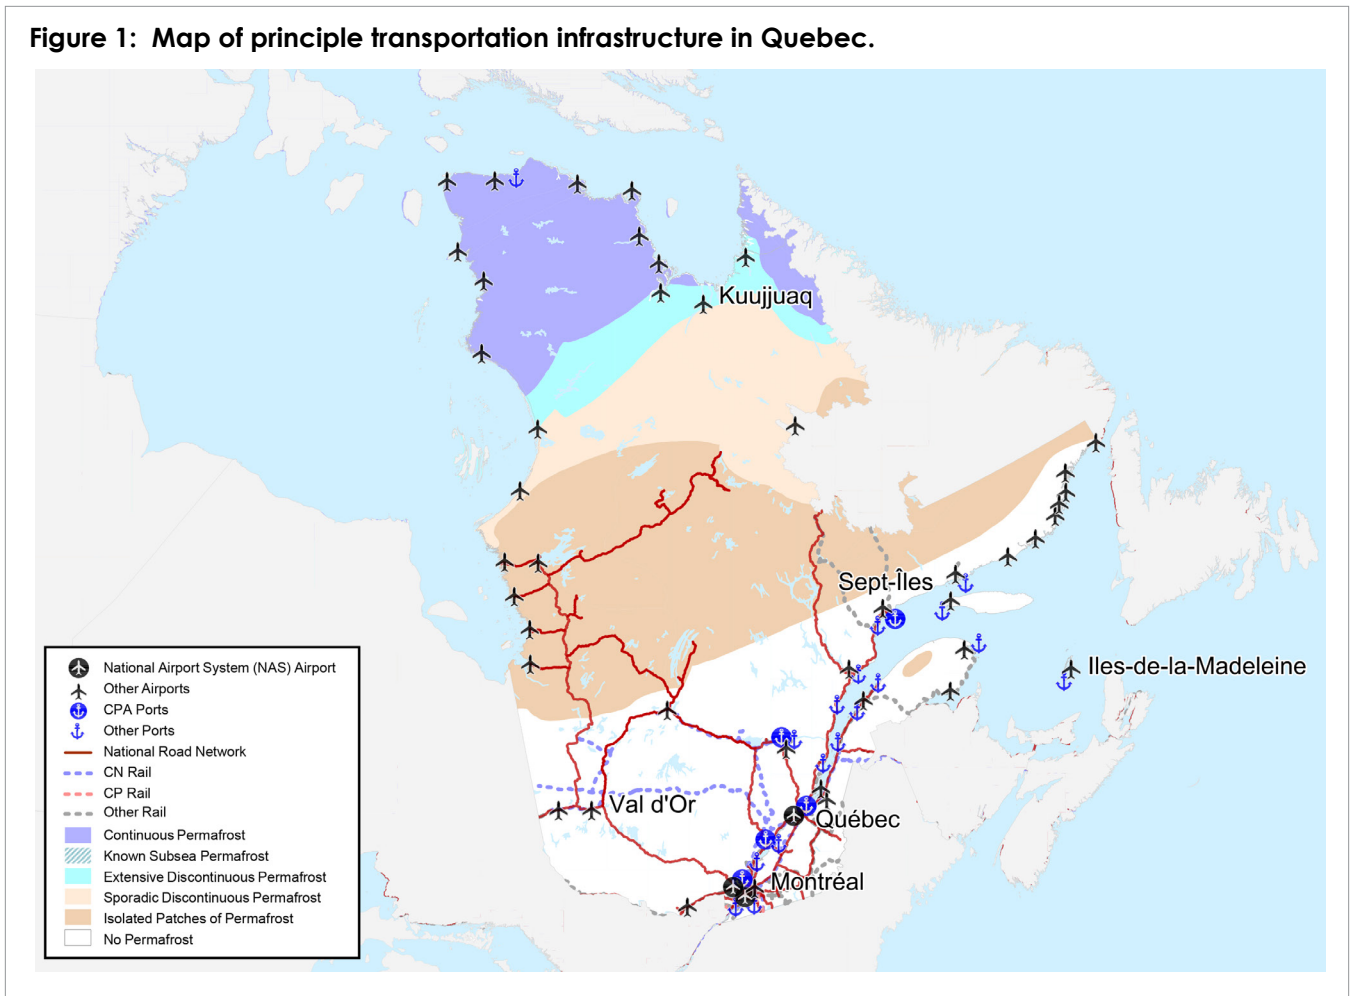 Figure 1:  Map of principle transportation infrastructure in Quebec.
Kuujjuaq
Sept-Îles
Iles-de-la-Madeleine
Val d'Or
Québec
Montréal
National Airport System (NAS) Airport
Other Airports
CPA Ports
Other Ports
National Road Network
CN Rail
CP Rail
Other Rail
Continuous Permafrost
Known Subsea Permafrost
Extensive Discontinuous Permafrost
Sporadic Discontinuous Permafrost
Isolated Patches of Permafrost
No Permafrost